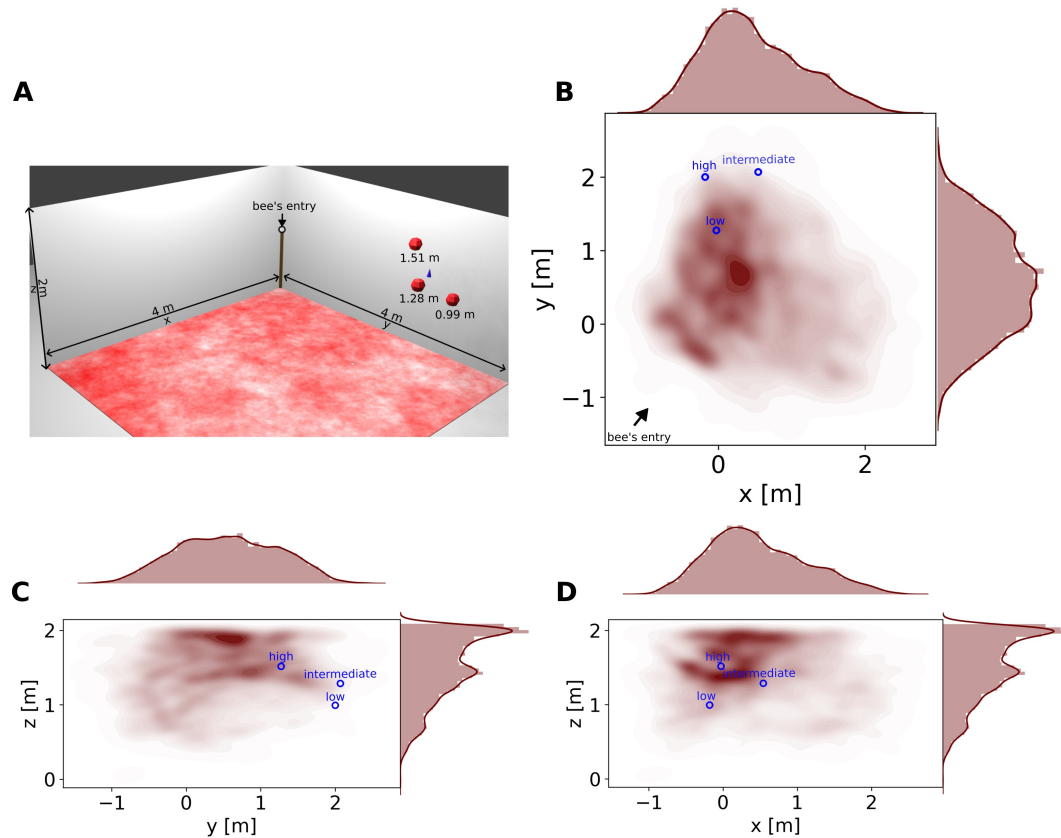 A
bee's entry
1.51 m
1.28 m
0.99 m
2m
z
4 m
x
4 m
y
B
high
intermediate
low
2
1
0
−1
y [m]
bee's entry
0
2
x [m]
C
2
1
0
z [m]
high
intermediate
low
−1
0
1
2
y [m]
D
2
1
0
z [m]
high
intermediate
low
−1
0
1
2
x [m]